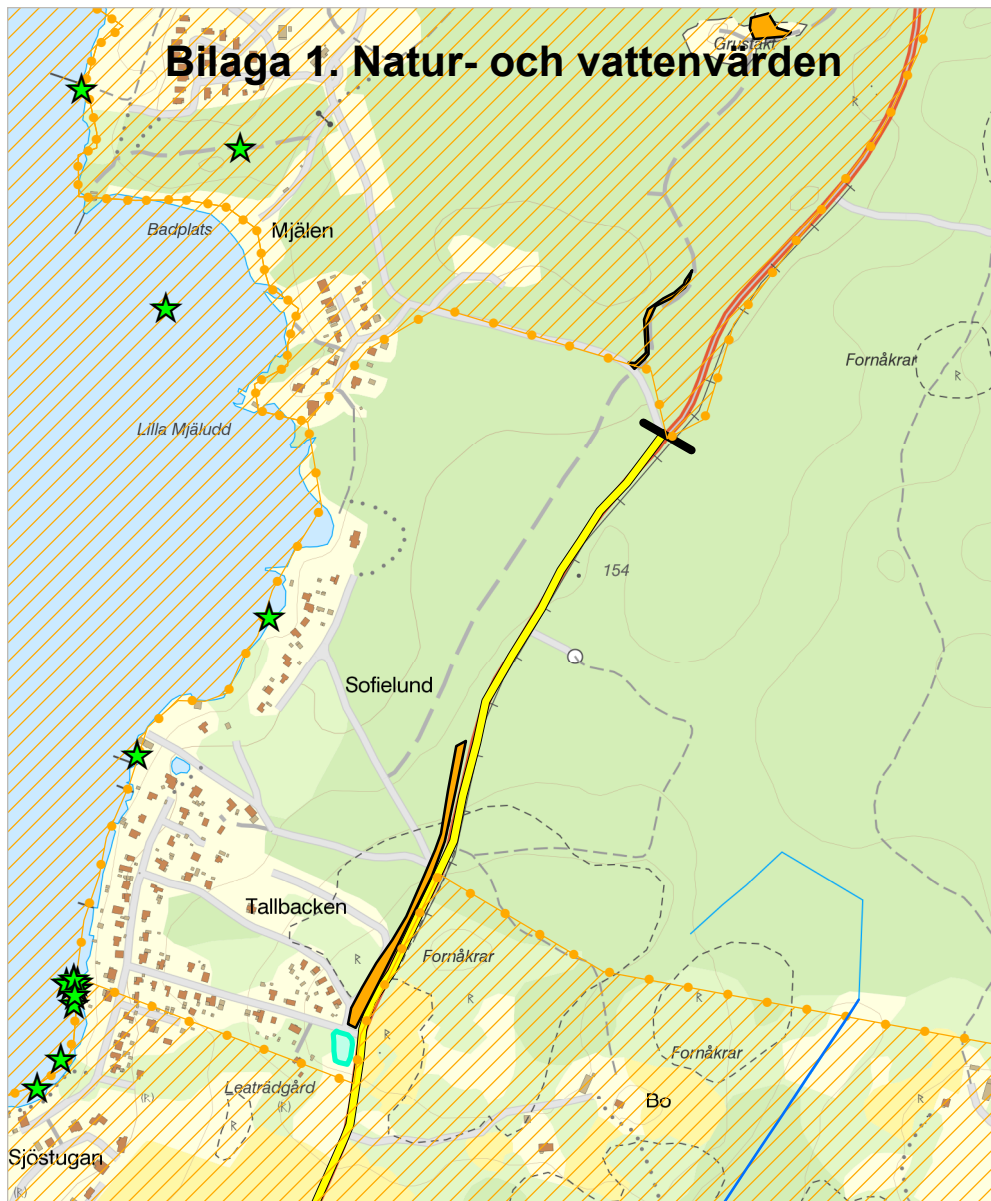 Grustäkt
Bilaga 1. Natur- och vattenvärden
R
Badplats
Mjälen
Fornåkrar
R
Lilla Mjäludd
154
Sofielund
Tallbacken
R
Fornåkrar
R
R
R
Fornåkrar
Leaträdgård
(R)
(R)
Bo
R
R
Sjöstugan
(R)